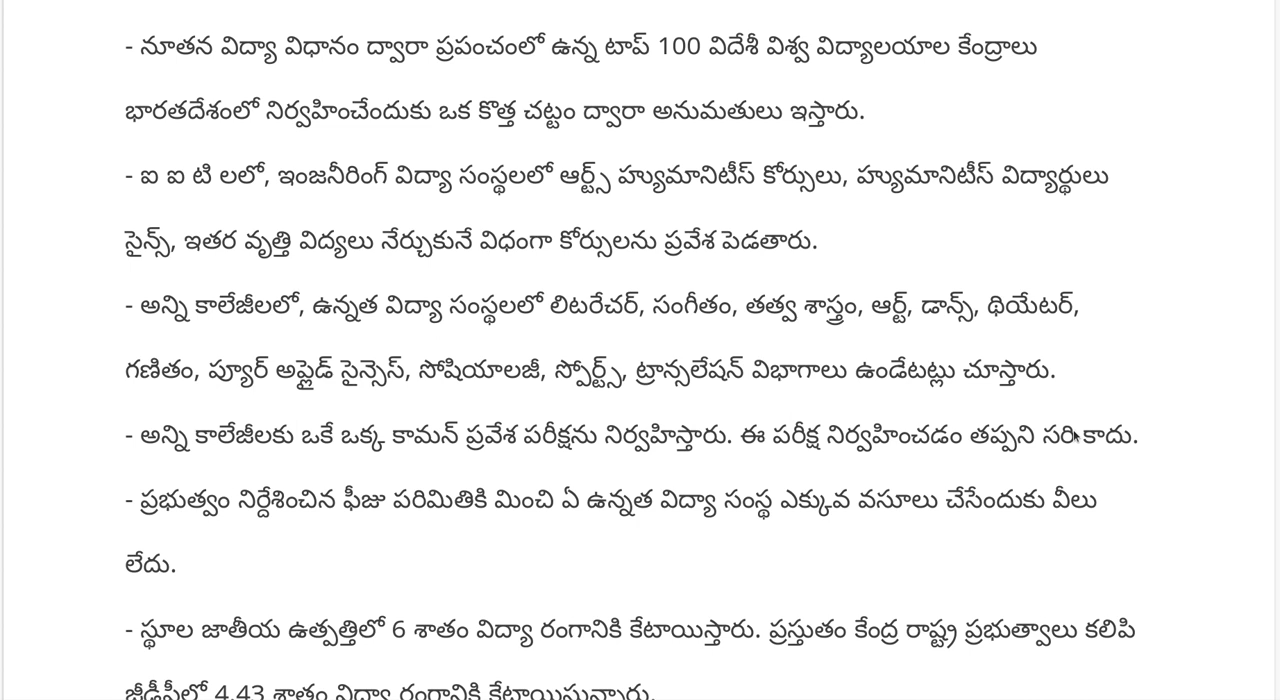 - నూతన విద్యా విధానం ద్వారా ప్రపంచంలో ఉన్న టాప్ 100 విదేశీ విశ్వ విద్యాలయాల కేంద్రాలు
భారతదేశంలో నిర్వహించేందుకు ఒక కొత్త చట్టం ద్వారా అనుమతులు ఇస్తారు.
- ఐ ఐ టి లలో, ఇంజనీరింగ్ విద్యా సంస్థలలో ఆర్ట్స్ హ్యుమానిటీస్ కోర్సులు, హ్యుమానిటీస్ విద్యార్థులు
సైన్స్, ఇతర వృత్తి విద్యలు నేర్చుకునే విధంగా కోర్సులను ప్రవేశ పెడతారు.
- అన్ని కాలేజీలలో, ఉన్నత విద్యా సంస్థలలో లిటరేచర్, సంగీతం, తత్వ శాస్త్రం, ఆర్ట్, డాన్స్, థియేటర్,
గణితం, ప్యూర్ అప్లైడ్ సైన్సెస్, సోషియాలజీ, స్పోర్ట్స్, ట్రాన్సలేషన్ విభాగాలు ఉండేటట్లు చూస్తారు.
- అన్ని కాలేజీలకు ఒకే ఒక్క కామన్ ప్రవేశ పరీక్షను నిర్వహిస్తారు. ఈ పరీక్ష నిర్వహించడం తప్పని సరి కాదు.
- ప్రభుత్వం నిర్దేశించిన ఫీజు పరిమితికి మించి ఏ ఉన్నత విద్యా సంస్థ ఎక్కువ వసూలు చేసేందుకు వీలు
లేదు.
- స్థూల జాతీయ ఉత్పత్తిలో 6 శాతం విద్యా రంగానికి కేటాయిస్తారు. ప్రస్తుతం కేంద్ర రాష్ట్ర ప్రభుత్వాలు కలిపి
జీడీపీలో 4.43 శాతం విద్యా రంగానికి కేటాయిస్తున్నారు.